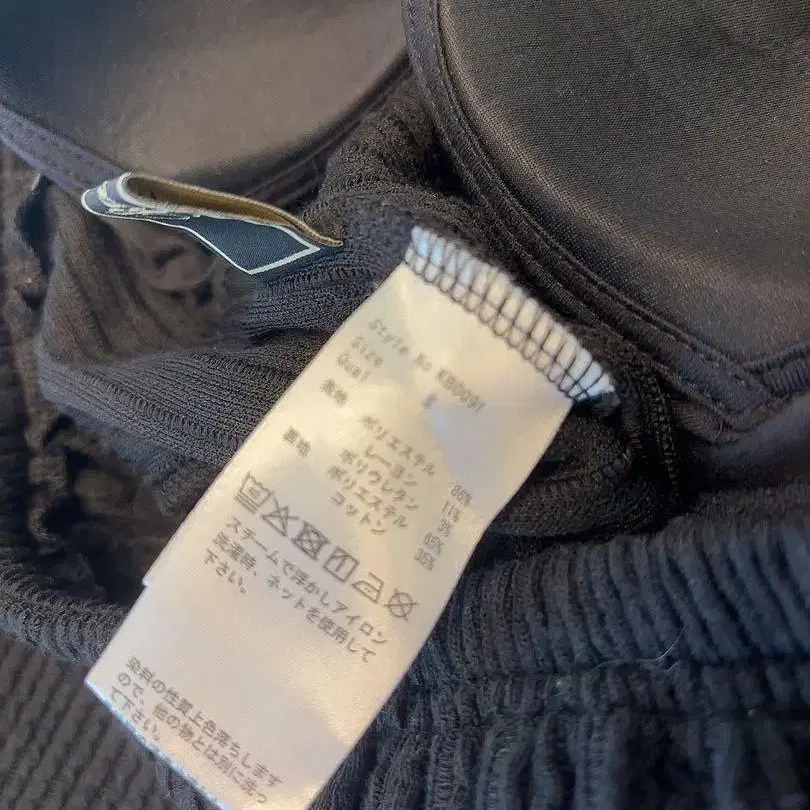 Style No KBD091
Size
Qual
表地 ポリエステル 86%
レーヨン 11%
ポリウレタン 3%
裏地 ポリエステル 65%
コットン 35%
スチームで浮かしアイロン
洗濯時、ネットを使用して
下さい。
染料の性質上色落ちします
ので、他の物とは別に洗っ
て下さい。